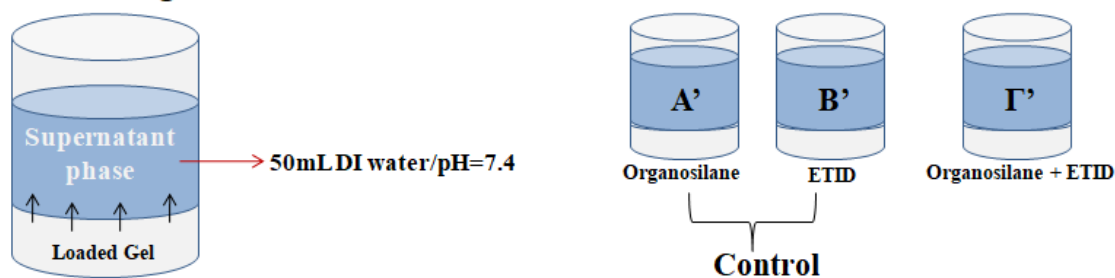 Supernatant
phase
50mL DI water/pH=7.4
Loaded Gel
A’
B’
Γ’
Organosilane
ETID
Organosilane + ETID
Control